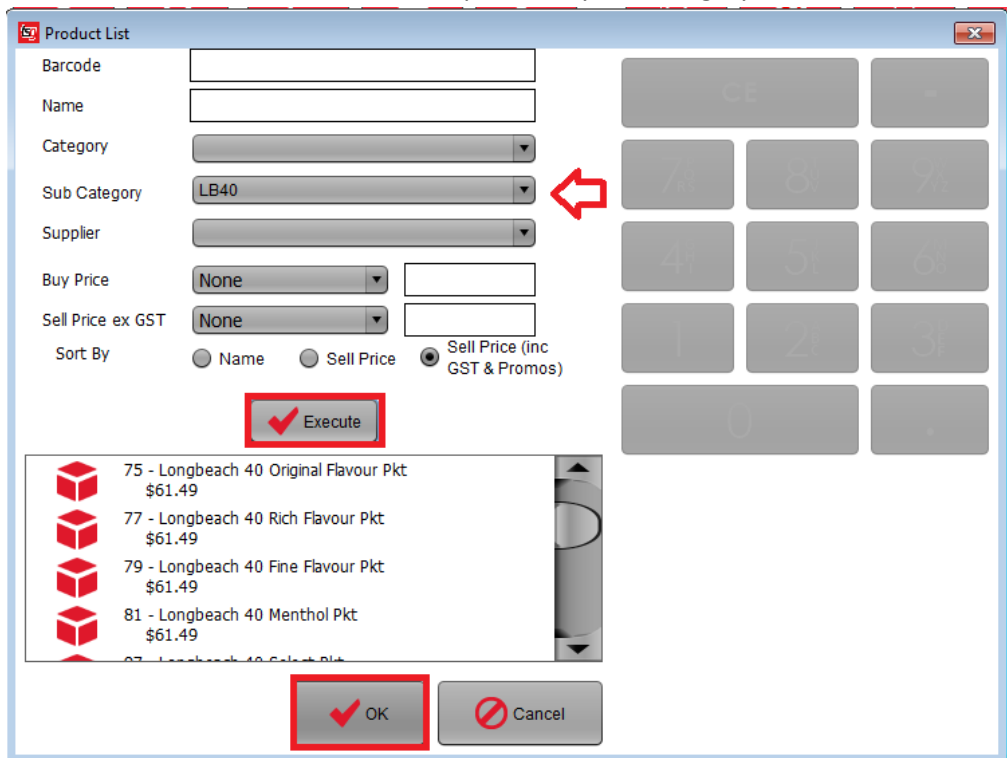 Product List
Barcode
Name
Category
Sub Category LB40
Supplier
Buy Price None
Sell Price ex GST None
Sort By Name Sell Price Sell Price (inc
GST & Promos)
Execute
75 - Longbeach 40 Original Flavour Pkt
$61.49
77 - Longbeach 40 Rich Flavour Pkt
$61.49
79 - Longbeach 40 Fine Flavour Pkt
$61.49
81 - Longbeach 40 Menthol Pkt
$61.49
OK Cancel
CE -
7 8 9
4 5 6
1 2 3
0 .